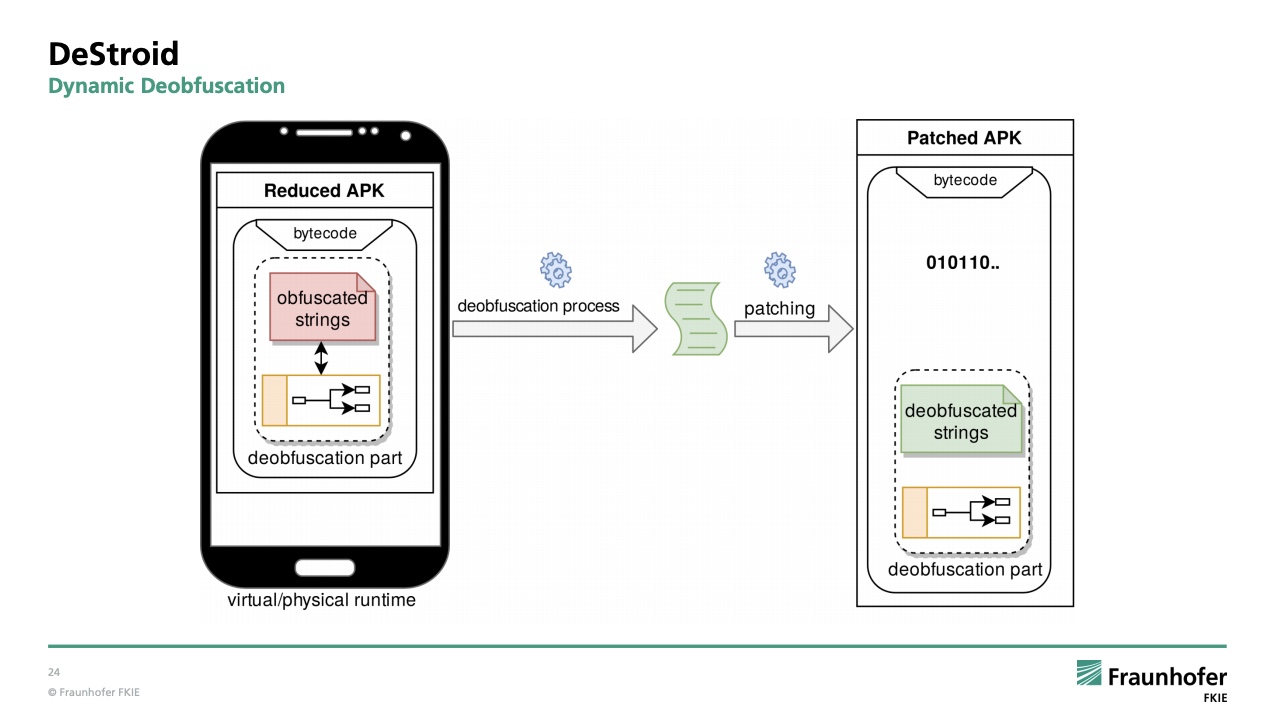 DeStroid
Dynamic Deobfuscation
Reduced APK
bytecode
obfuscated
strings
deobfuscation part
virtual/physical runtime
deobfuscation process
patching
Patched APK
bytecode
010110..
deobfuscated
strings
deobfuscation part
24
© Fraunhofer FKIE
Fraunhofer
FKIE